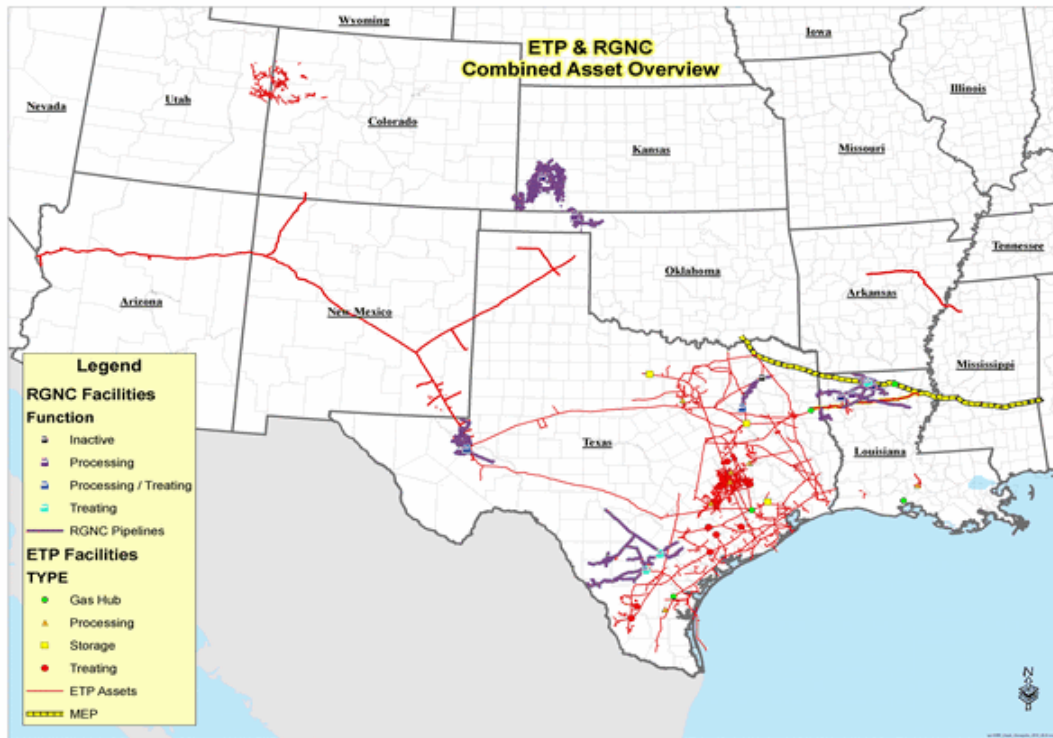 Wyoming
Iowa
ETP & RGNC
Combined Asset Overview
Illinois
Nevada
Utah
Colorado
Kansas
Missouri
Tennessee
Oklahoma
Arkansas
Arizona
New Mexico
Mississippi
Texas
Louisiana
Legend
RGNC Facilities
Function
Inactive
Processing
Processing / Treating
Treating
RGNC Pipelines
ETP Facilities
TYPE
Gas Hub
Processing
Storage
Treating
ETP Assets
MEP
N